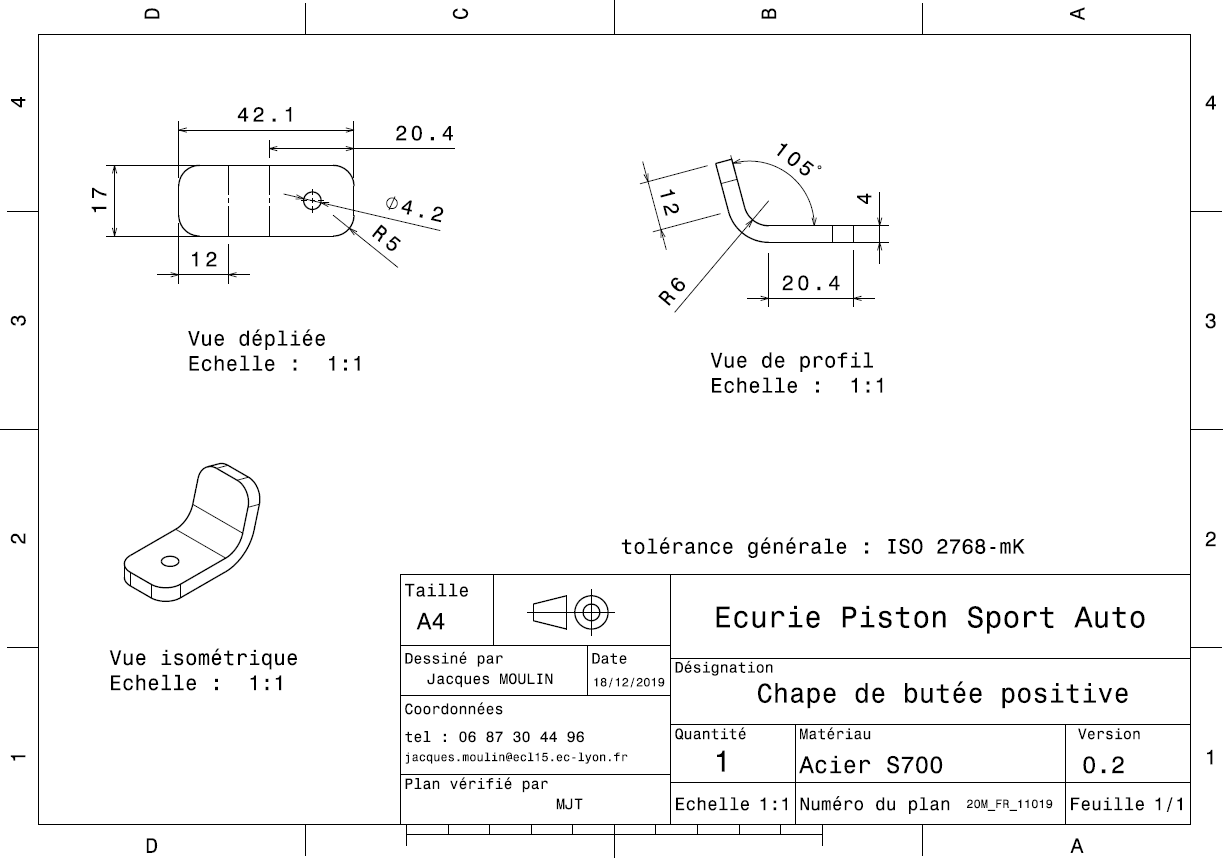 D
C
B
A
4
4
42.1
20.4
17
Ø4.2
R5
12
105°
12
4
R6
20.4
3
3
Vue dépliée
Echelle : 1:1
Vue de profil
Echelle : 1:1
2
2
tolérance générale : ISO 2768-mK
Vue isométrique
Echelle : 1:1
Taille
A4
Ecurie Piston Sport Auto
Dessiné par
Jacques MOULIN
Date
18/12/2019
Désignation
Chape de butée positive
Coordonnées
tel : 06 87 30 44 96
jacques.moulin@ecl15.ec-lyon.fr
Quantité
1
Matériau
Acier S700
Version
0.2
Plan vérifié par
MJT
Echelle 1:1
Numéro du plan 20M_FR_11019
Feuille 1/1
1
1
D
A